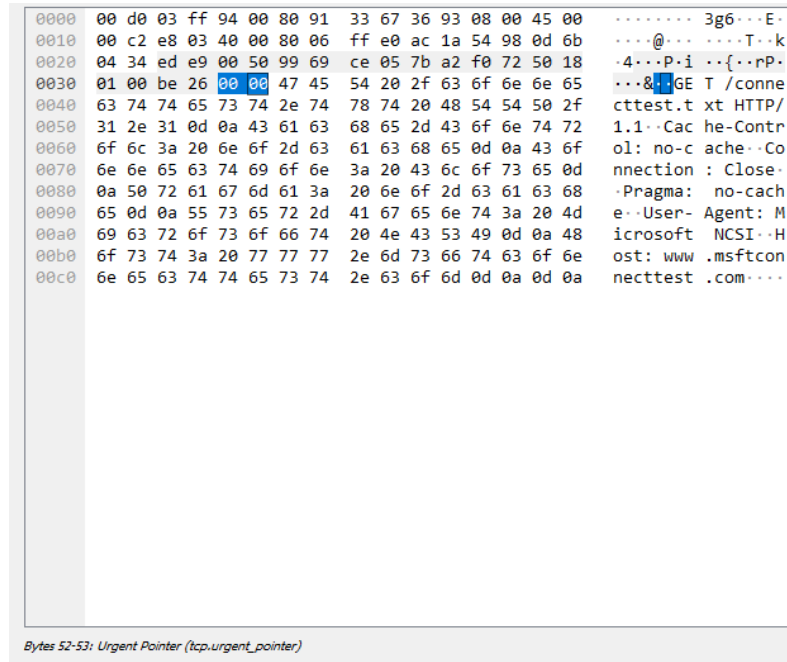 0000 00 d0 03 ff 94 00 80 91 33 67 36 93 08 00 45 00 ········ 3g6···E·
0010 00 c2 e8 03 40 00 80 06 ff e0 ac 1a 54 98 0d 6b ····@··· ····T··k
0020 04 34 ed e9 00 50 99 69 ce 05 7b a2 f0 72 50 18 ·4···P·i ··{··rP·
0030 01 00 be 26 00 00 47 45 54 20 2f 63 6f 6e 6e 65 ···&··GE T /conne
0040 63 74 74 65 73 74 2e 74 78 74 20 48 54 54 50 2f cttest.t xt HTTP/
0050 31 2e 31 0d 0a 43 61 63 68 65 2d 43 6f 6e 74 72 1.1··Cac he-Contr
0060 6f 6c 3a 20 6e 6f 2d 63 61 63 68 65 0d 0a 43 6f ol: no-c ache··Co
0070 6e 6e 65 63 74 69 6f 6e 3a 20 43 6c 6f 73 65 0d nnection : Close·
0080 0a 50 72 61 67 6d 61 3a 20 6e 6f 2d 63 61 63 68 ·Pragma: no-cach
0090 65 0d 0a 55 73 65 72 2d 41 67 65 6e 74 3a 20 4d e··User- Agent: M
00a0 69 63 72 6f 73 6f 66 74 20 4e 43 53 49 0d 0a 48 icrosoft NCSI··H
00b0 6f 73 74 3a 20 77 77 77 2e 6d 73 66 74 63 6f 6e ost: www .msftcon
00c0 6e 65 63 74 74 65 73 74 2e 63 6f 6d 0d 0a 0d 0a necttest .com····
Bytes 52-53: Urgent Pointer (tcp.urgent_pointer)